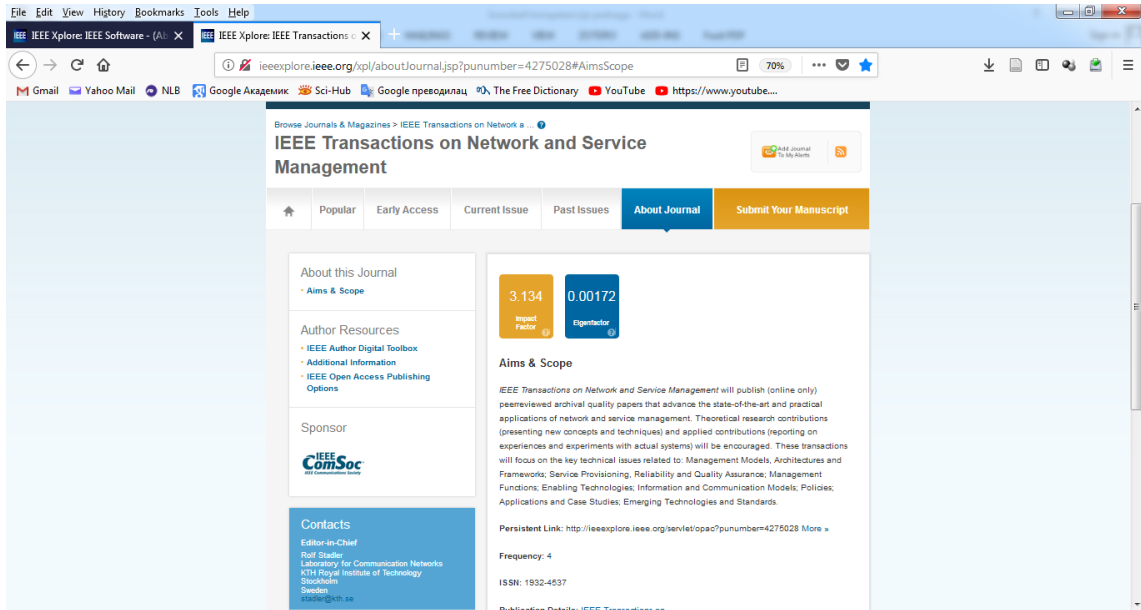 File Edit View History Bookmarks Tools Help
IEEE Xplore: IEEE Software - (Ab
IEEE Xplore: IEEE Transactions o
ieeexplore.ieee.org/xpl/aboutJournal.jsp?punumber=4275028#AimsScope
70%
Gmail Yahoo Mail NLB Google Академик Sci-Hub Google преводилац The Free Dictionary YouTube https://www.youtube....
Browse Journals & Magazines > IEEE Transactions on Network a ...
IEEE Transactions on Network and Service
Management
Add Journal
To My Alerts
Popular Early Access Current Issue Past Issues About Journal Submit Your Manuscript
About this Journal
Aims & Scope
Author Resources
IEEE Author Digital Toolbox
Additional Information
IEEE Open Access Publishing
Options
Sponsor
IEEE
ComSoc
IEEE Communications Society
Contacts
Editor-in-Chief
Rolf Stadler
Laboratory for Communication Networks
KTH Royal Institute of Technology
Stockholm
Sweden
stadler@kth.se
3.134
Impact
Factor
0.00172
Eigenfactor
Aims & Scope
IEEE Transactions on Network and Service Management will publish (online only)
peerreviewed archival quality papers that advance the state-of-the-art and practical
applications of network and service management. Theoretical research contributions
(presenting new concepts and techniques) and applied contributions (reporting on
experiences and experiments with actual systems) will be encouraged. These transactions
will focus on the key technical issues related to: Management Models, Architectures and
Frameworks; Service Provisioning, Reliability and Quality Assurance; Management
Functions; Enabling Technologies; Information and Communication Models; Policies;
Applications and Case Studies; Emerging Technologies and Standards.
Persistent Link: http://ieeexplore.ieee.org/servlet/opac?punumber=4275028 More »
Frequency: 4
ISSN: 1932-4537
Publication Details: IEEE Transactions on